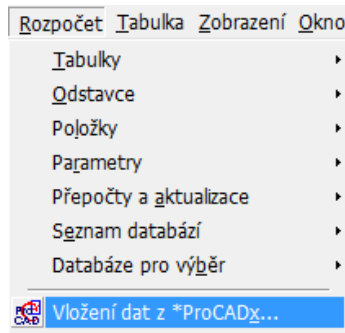 Rozpočet Tabulka Zobrazení Okno
Tabulky
Odstavce
Položky
Parametry
Přepočty a aktualizace
Seznam databází
Databáze pro výběr
Vložení dat z *ProCADx...